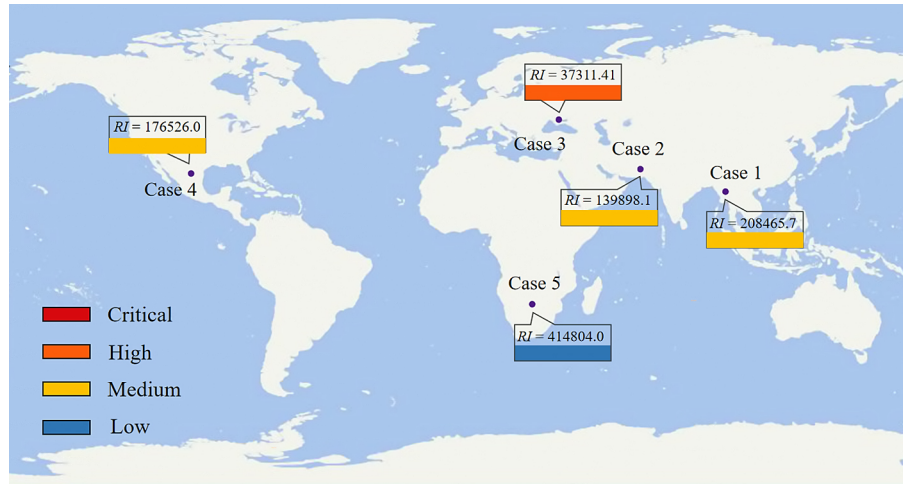 RI = 37311.41
RI = 176526.0
Case 3
Case 2
Case 1
Case 4
RI = 139898.1
RI = 208465.7
Case 5
RI = 414804.0
Critical
High
Medium
Low